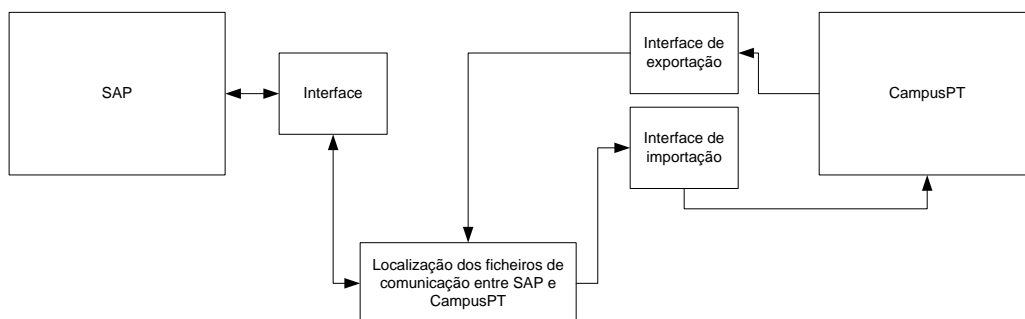 SAP
Interface
Interface de
exportação
CampusPT
Interface de
importação
Localização dos ficheiros de
comunicação entre SAP e
CampusPT